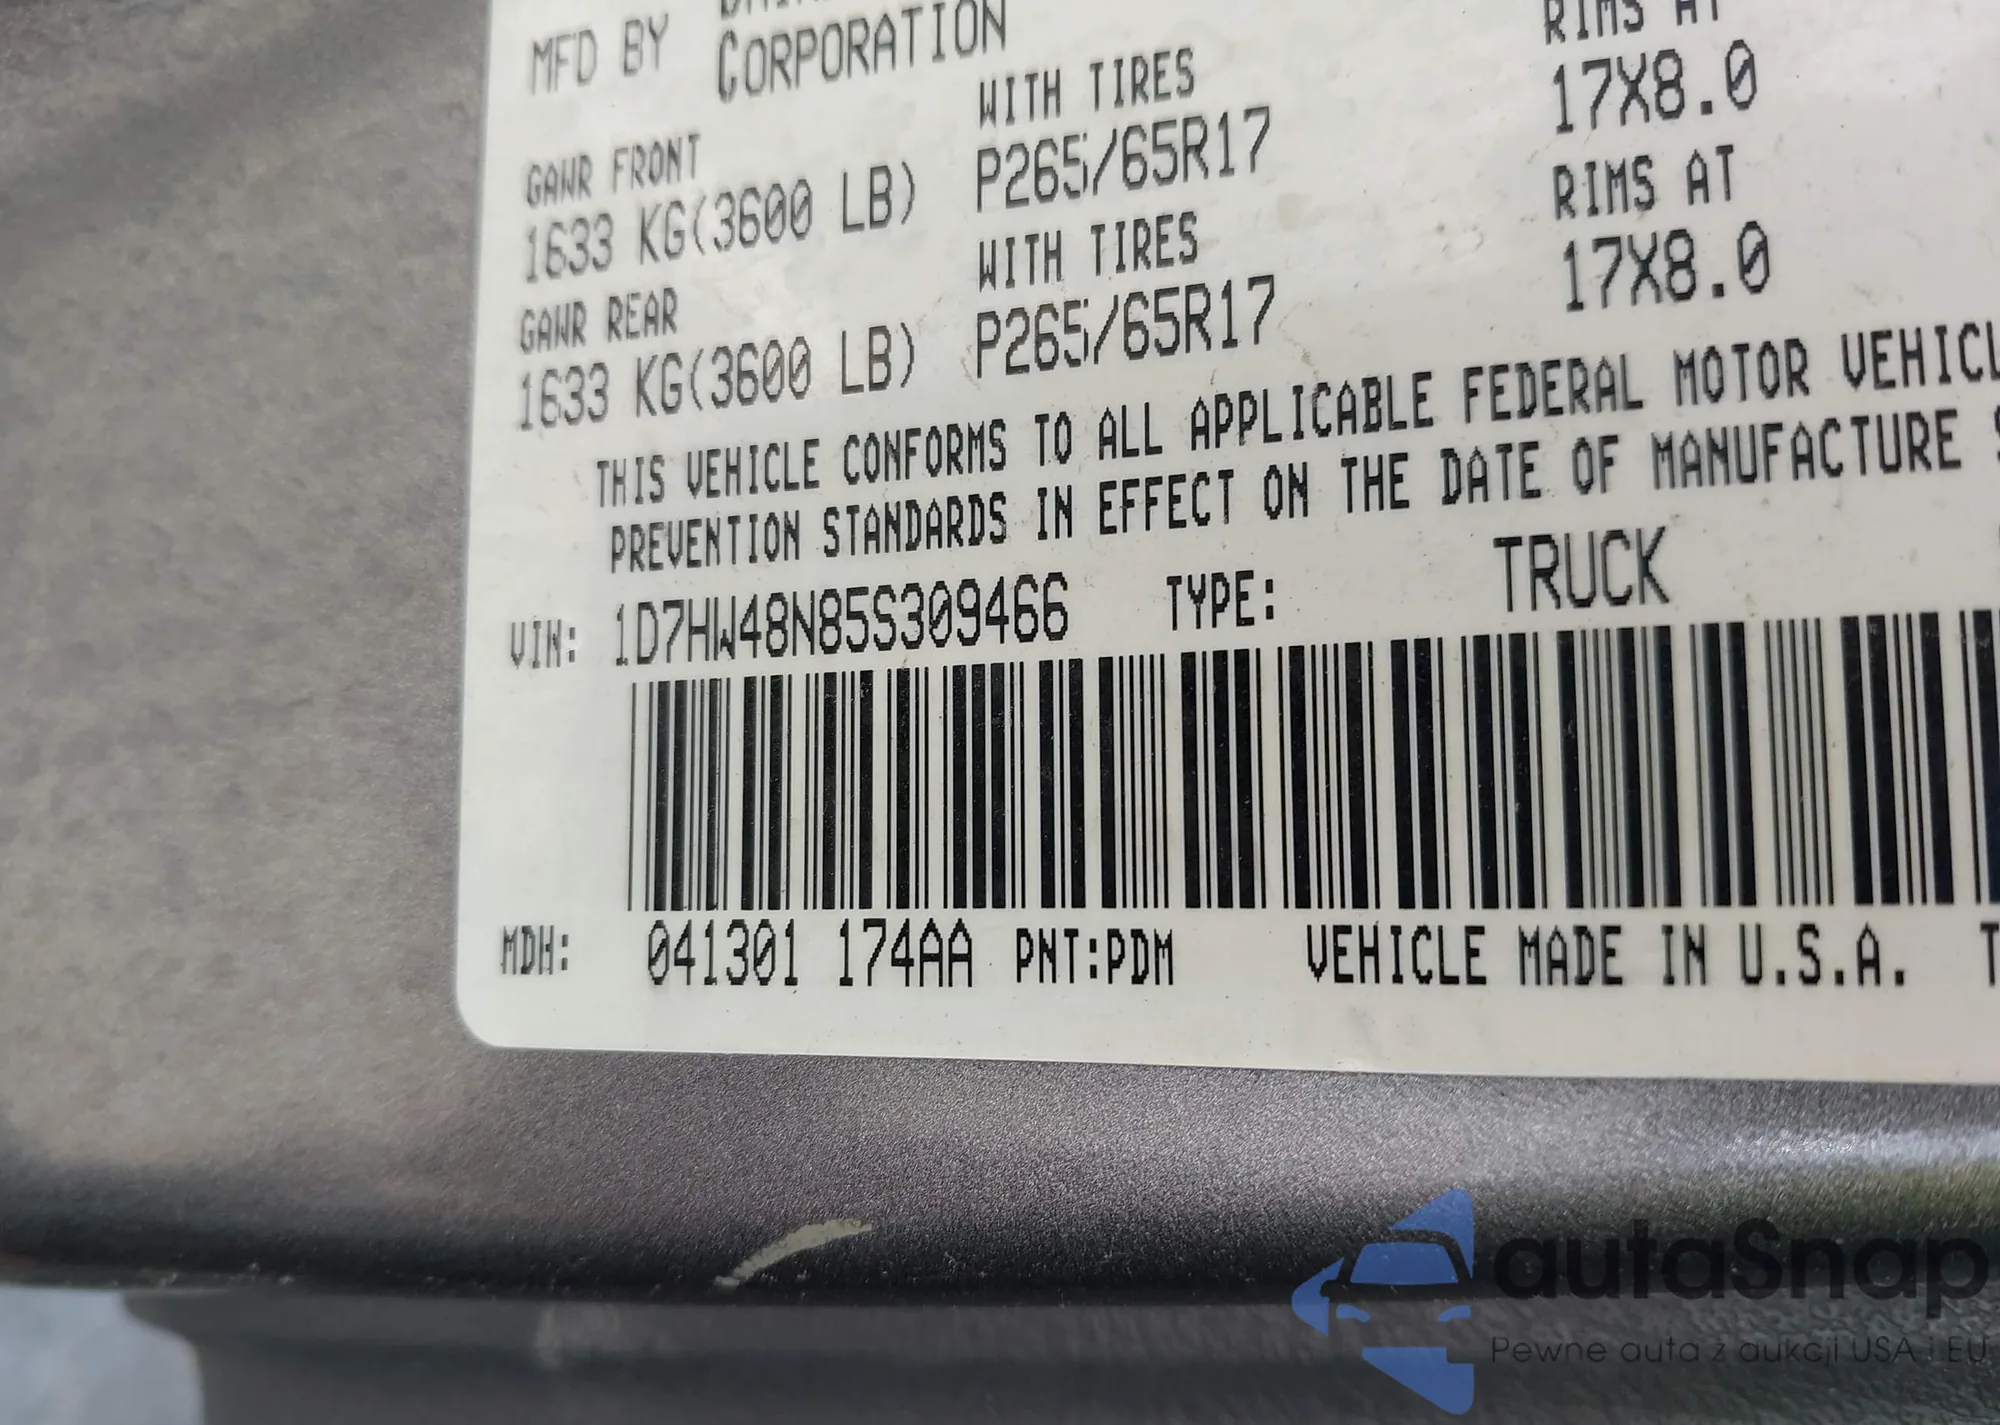 MFD BY
CORPORATION
RIMS AT
WITH TIRES
17X8.0
GAWR FRONT
1633 KG(3600 LB) P265/65R17
RIMS AT
WITH TIRES
17X8.0
GAWR REAR
1633 KG(3600 LB) P265/65R17
THIS VEHICLE CONFORMS TO ALL APPLICABLE FEDERAL MOTOR VEHICL
PREVENTION STANDARDS IN EFFECT ON THE DATE OF MANUFACTURE S
VIN: 1D7HW48N85S309466 TYPE: TRUCK
MDH: 041301 174AA PNT:PDM VEHICLE MADE IN U.S.A. T
autaSnap
Pewne auta z aukcji USA i EU